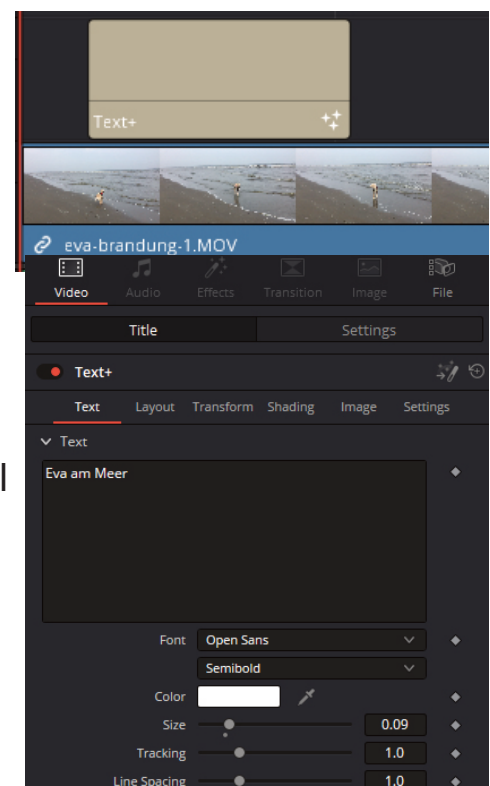 Text+
eva-brandung-1.MOV
Video Audio Effects Transition Image File
Title Settings
Text+
Text Layout Transform Shading Image Settings
Text
Eva am Meer
Font Open Sans
Semibold
Color
Size 0.09
Tracking 1.0
Line Spacing 1.0